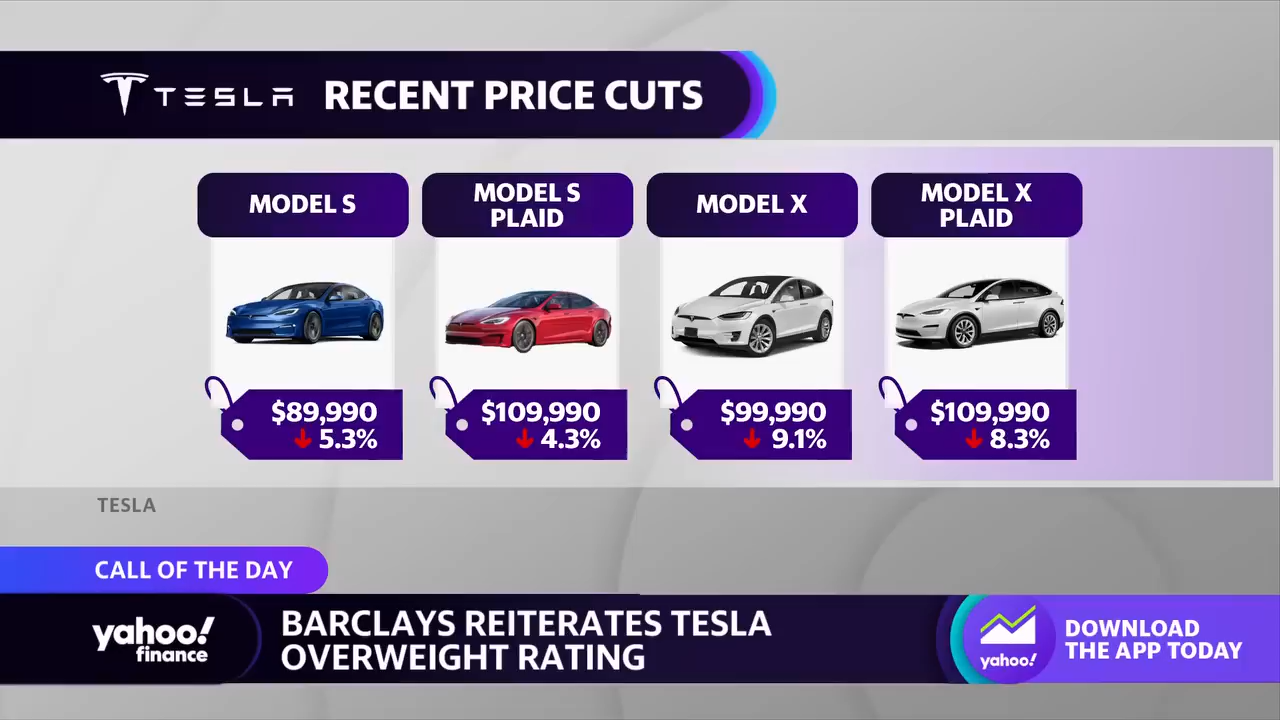 TESLA RECENT PRICE CUTS
MODEL S
MODEL S
PLAID
MODEL X
MODEL X
PLAID
$89,990
5.3%
$109,990
4.3%
$99,990
9.1%
$109,990
8.3%
TESLA
CALL OF THE DAY
yahoo!
finance
BARCLAYS REITERATES TESLA
OVERWEIGHT RATING
yahoo!
DOWNLOAD
THE APP TODAY